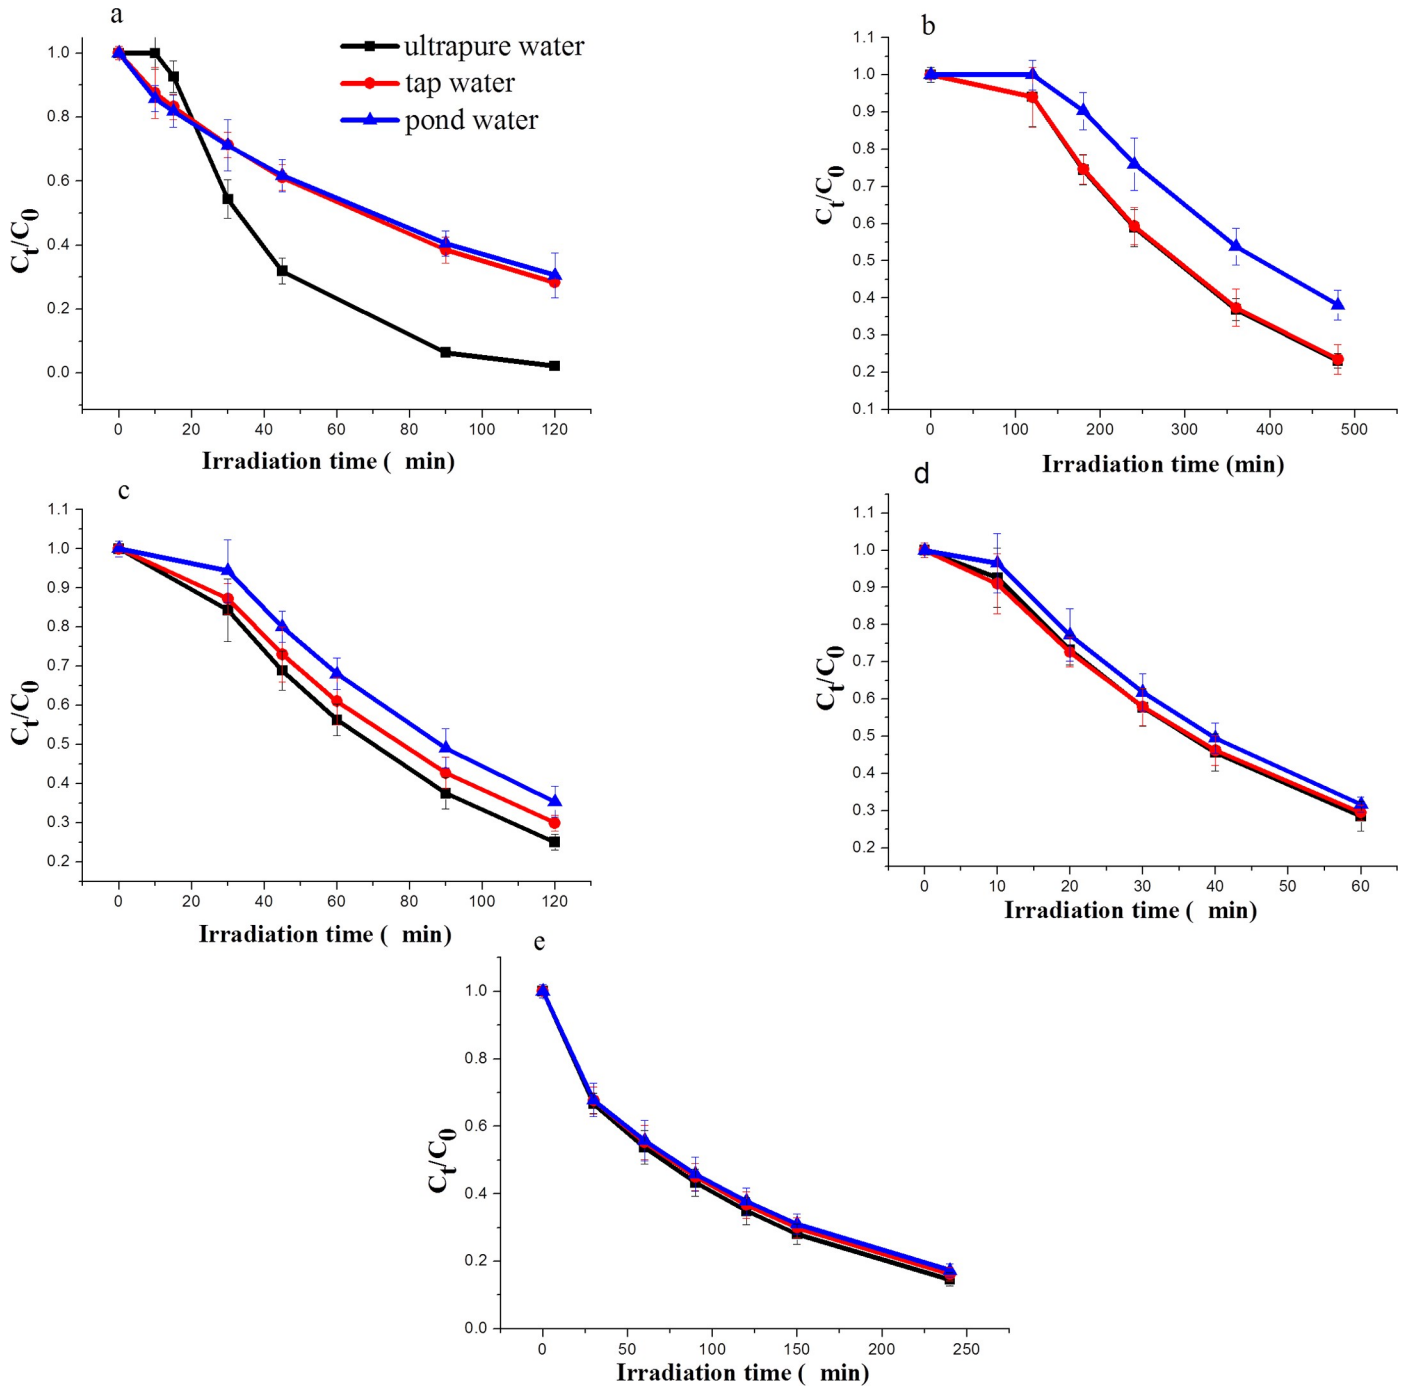 a
ultrapure water
tap water
pond water
1.0
0.8
0.6
0.4
0.2
0.0
Ct/C0
0 20 40 60 80 100 120
Irradiation time ( min)
b
1.1
1.0
0.9
0.8
0.7
0.6
0.5
0.4
0.3
0.2
0.1
Ct/C0
0 100 200 300 400 500
Irradiation time (min)
c
1.1
1.0
0.9
0.8
0.7
0.6
0.5
0.4
0.3
0.2
Ct/C0
0 20 40 60 80 100 120
Irradiation time ( min)
d
1.1
1.0
0.9
0.8
0.7
0.6
0.5
0.4
0.3
0.2
Ct/C0
0 10 20 30 40 50 60
Irradiation time ( min)
e
1.0
0.8
0.6
0.4
0.2
0.0
Ct/C0
0 50 100 150 200 250
Irradiation time ( min)